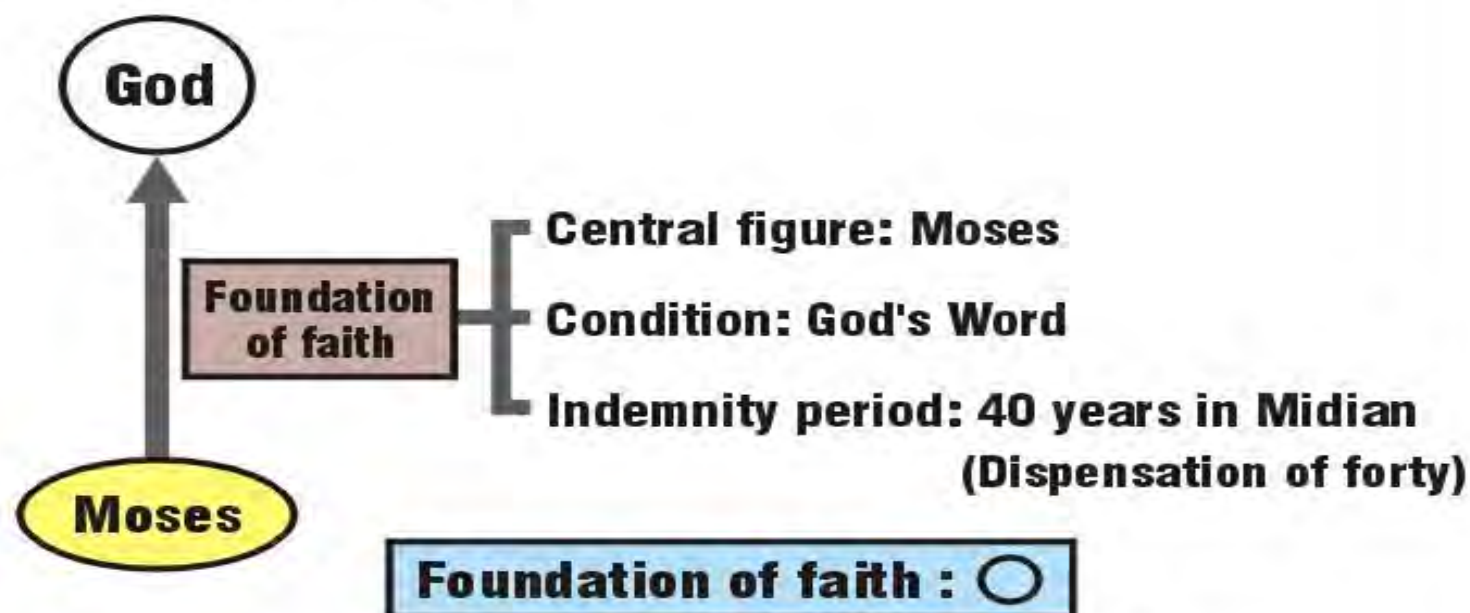 God
Central figure: Moses
Foundation
of faith
Condition: God's Word
Indemnity period: 40 years in Midian
(Dispensation of forty)
Moses
Foundation of faith : ○